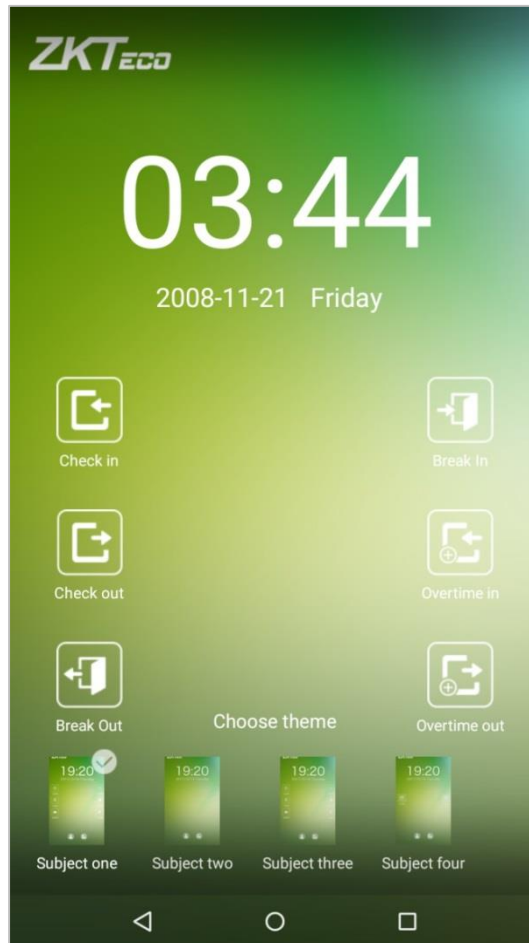 ZKTECO
03:44
2008-11-21 Friday
Check in
Break In
Check out
Overtime in
Break Out
Choose theme
Overtime out
19:20
19:20
19:20
19:20
Subject one
Subject two
Subject three
Subject four